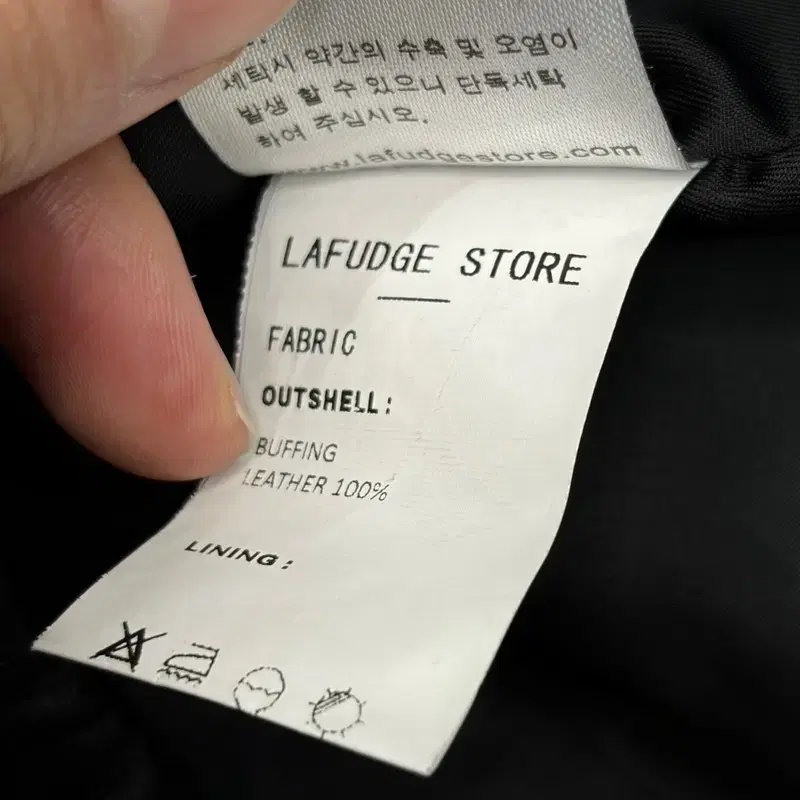 세탁시 약간의 수축 및 오염이
발생 할 수 있으니 단독세탁
하여 주십시오.
www.lafudgestore.com
LAFUDGE STORE
FABRIC
OUTSHELL:
BUFFING
LEATHER 100%
LINING: